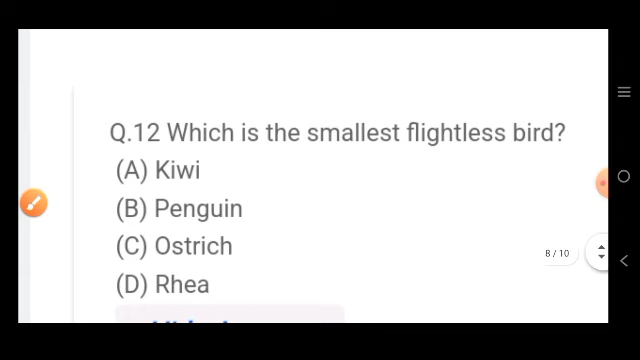 Q.12 Which is the smallest flightless bird?
(A) Kiwi
(B) Penguin
(C) Ostrich
8 / 10
(D) Rhea